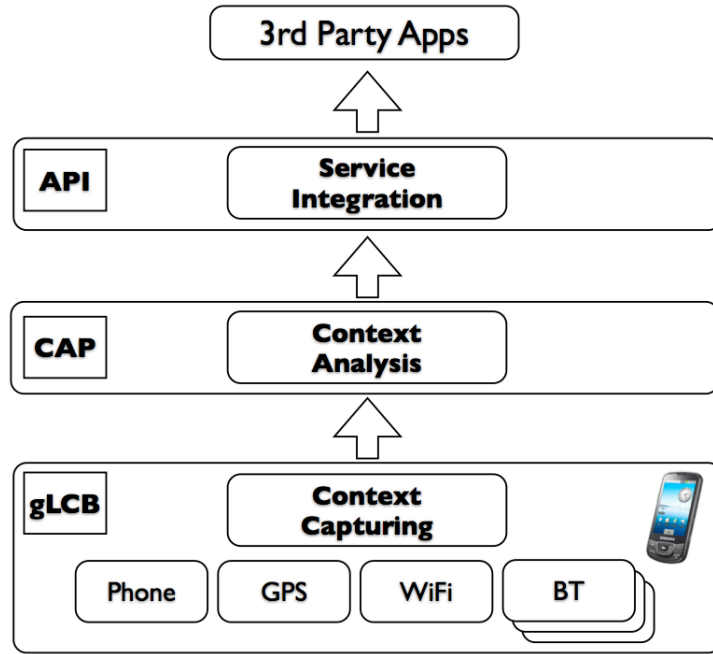 3rd Party Apps
API
Service
Integration
CAP
Context
Analysis
gLCB
Context
Capturing
Phone
GPS
WiFi
BT